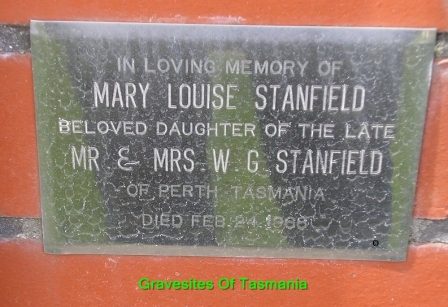 IN LOVING MEMORY OF
MARY LOUISE STANFIELD
BELOVED DAUGHTER OF THE LATE
MR & MRS. W. G. STANFIELD
OF PERTH TASMANIA
DIED FEB. 24. 1968
Gravesites Of Tasmania